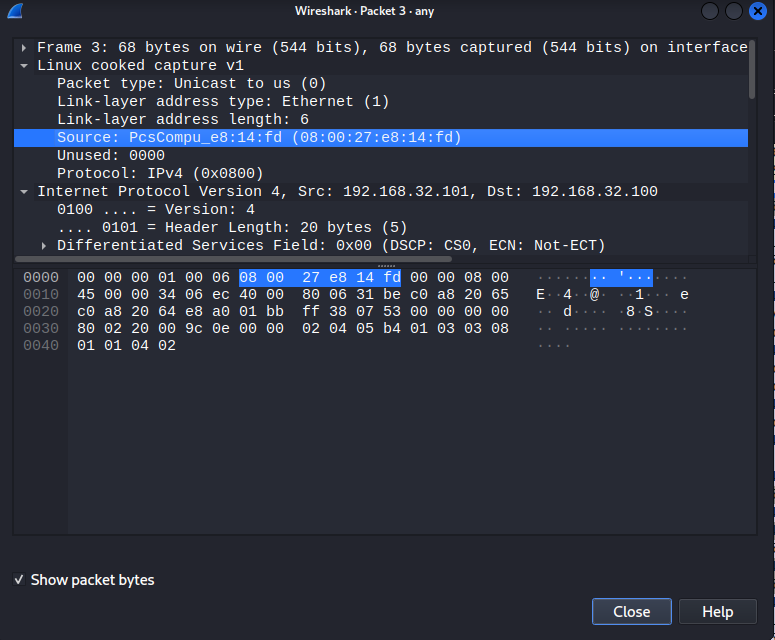 Wireshark · Packet 3 · any
Frame 3: 68 bytes on wire (544 bits), 68 bytes captured (544 bits) on interface
Linux cooked capture v1
Packet type: Unicast to us (0)
Link-layer address type: Ethernet (1)
Link-layer address length: 6
Source: PcsCompu_e8:14:fd (08:00:27:e8:14:fd)
Unused: 0000
Protocol: IPv4 (0x0800)
Internet Protocol Version 4, Src: 192.168.32.101, Dst: 192.168.32.100
0100 .... = Version: 4
.... 0101 = Header Length: 20 bytes (5)
Differentiated Services Field: 0x00 (DSCP: CS0, ECN: Not-ECT)
0000 00 00 00 01 00 06 08 00 27 e8 14 fd 00 00 08 00 ········ '·······
0010 45 00 00 34 06 ec 40 00 80 06 31 be c0 a8 20 65 E··4··@· ··1··· e
0020 c0 a8 20 64 e8 a0 01 bb ff 38 07 53 00 00 00 00 ·· d···· ·8·S····
0030 80 02 20 00 9c 0e 00 00 02 04 05 b4 01 03 03 08 ·· ····· ········
0040 01 01 04 02 ····
Show packet bytes
Close
Help